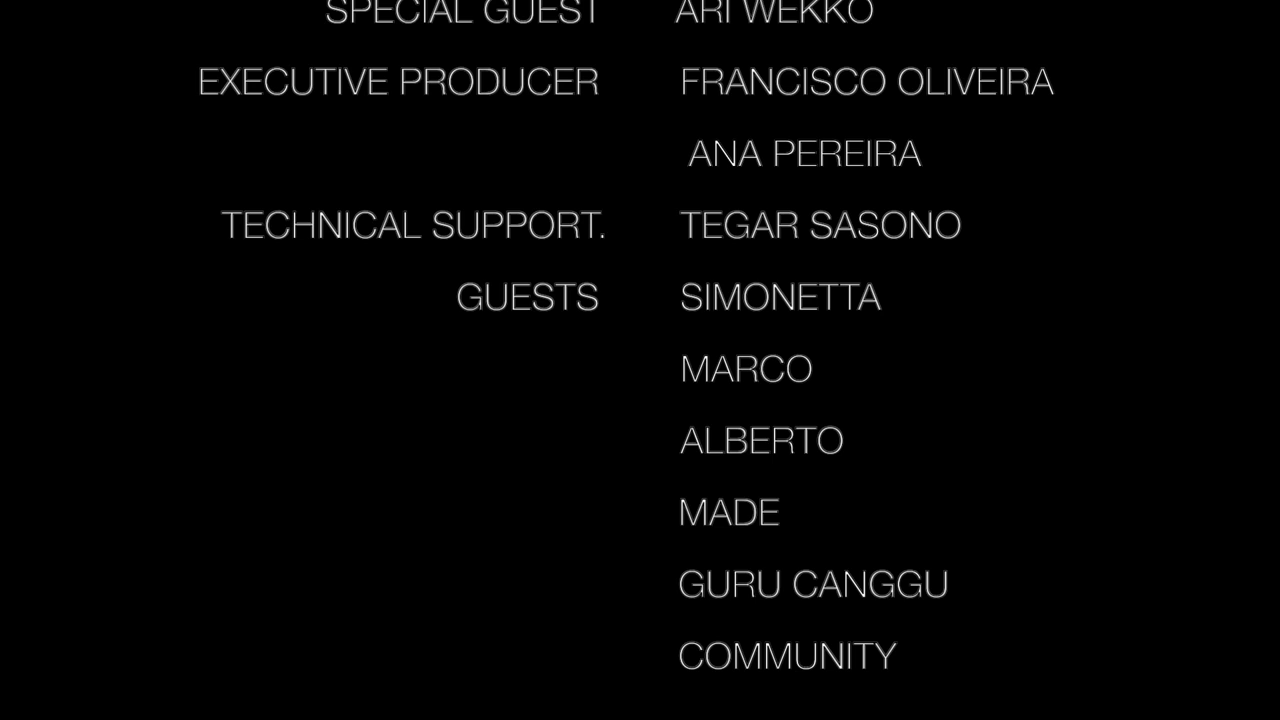 SPECIAL GUEST ARI WEKKO
EXECUTIVE PRODUCER FRANCISCO OLIVEIRA
ANA PEREIRA
TECHNICAL SUPPORT. TEGAR SASONO
GUESTS SIMONETTA
MARCO
ALBERTO
MADE
GURU CANGGU
COMMUNITY